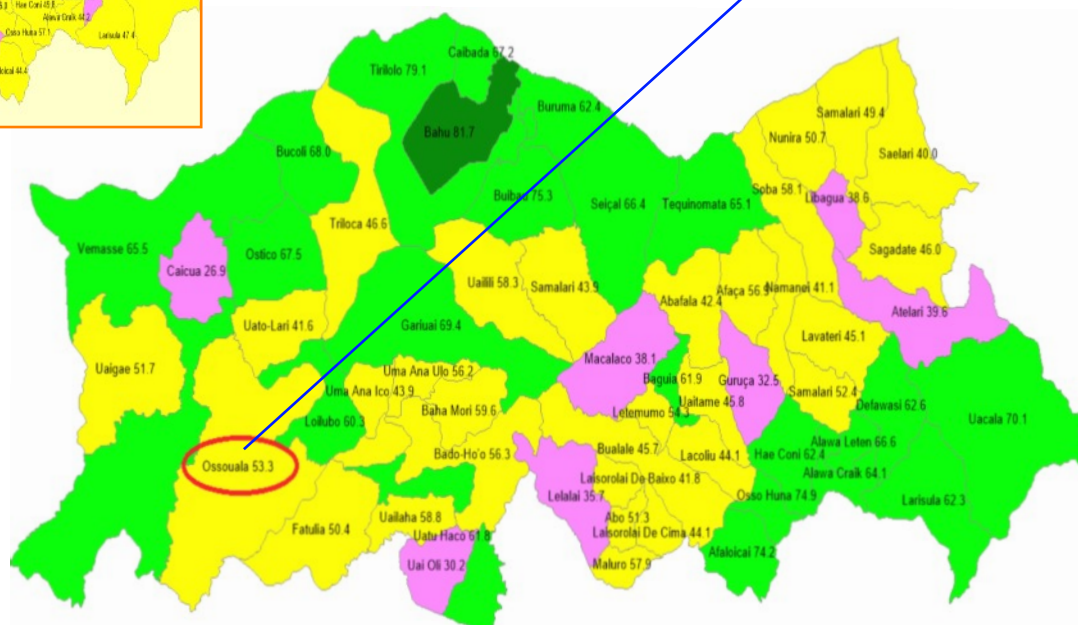 Hae Coni 49.8
Alawa Craik 44.2
Osso Huna 57.1
Larisula 47.4
Caibada 67.2
Tirilolo 79.1
Buruma 62.4
Bahu 81.7
Samalari 49.4
Nunira 50.7
Saelari 40.0
Bucoli 68.0
Buibau 75.3
Seiçal 66.4
Tequinomata 65.1
Soba 58.1
Libagua 38.6
Triloca 46.6
Vemasse 65.5
Ostico 67.5
Sagadate 46.0
Caicua 26.9
Uailili 58.3
Samalari 43.9
Abafala 42.4
Afaça 56.9
Namanei 41.1
Atelari 39.6
Uato-Lari 41.6
Gariuai 69.4
Lavateri 45.1
Macalaco 38.1
Uaigae 51.7
Uma Ana Ulo 56.2
Uma Ana Ico 43.9
Baguia 61.9
Guruça 32.5
Samalari 52.4
Uaitame 45.8
Defawasi 62.6
Baha Mori 59.6
Letemumo 54.3
Loilubo 60.3
Uacala 70.1
Alawa Leten 66.6
Bualale 45.7
Bado-Ho'o 56.3
Lacoliu 44.1
Hae Coni 62.4
Ossouala 53.3
Alawa Craik 64.1
Laisorolai De Baixo 41.8
Lelalai 35.7
Osso Huna 74.9
Larisula 62.3
Uailaha 58.8
Abo 51.3
Fatulia 50.4
Laisorolai De Cima 44.1
Uatu Haco 61.8
Afaloicai 74.2
Uai Oli 30.2
Maluro 57.9